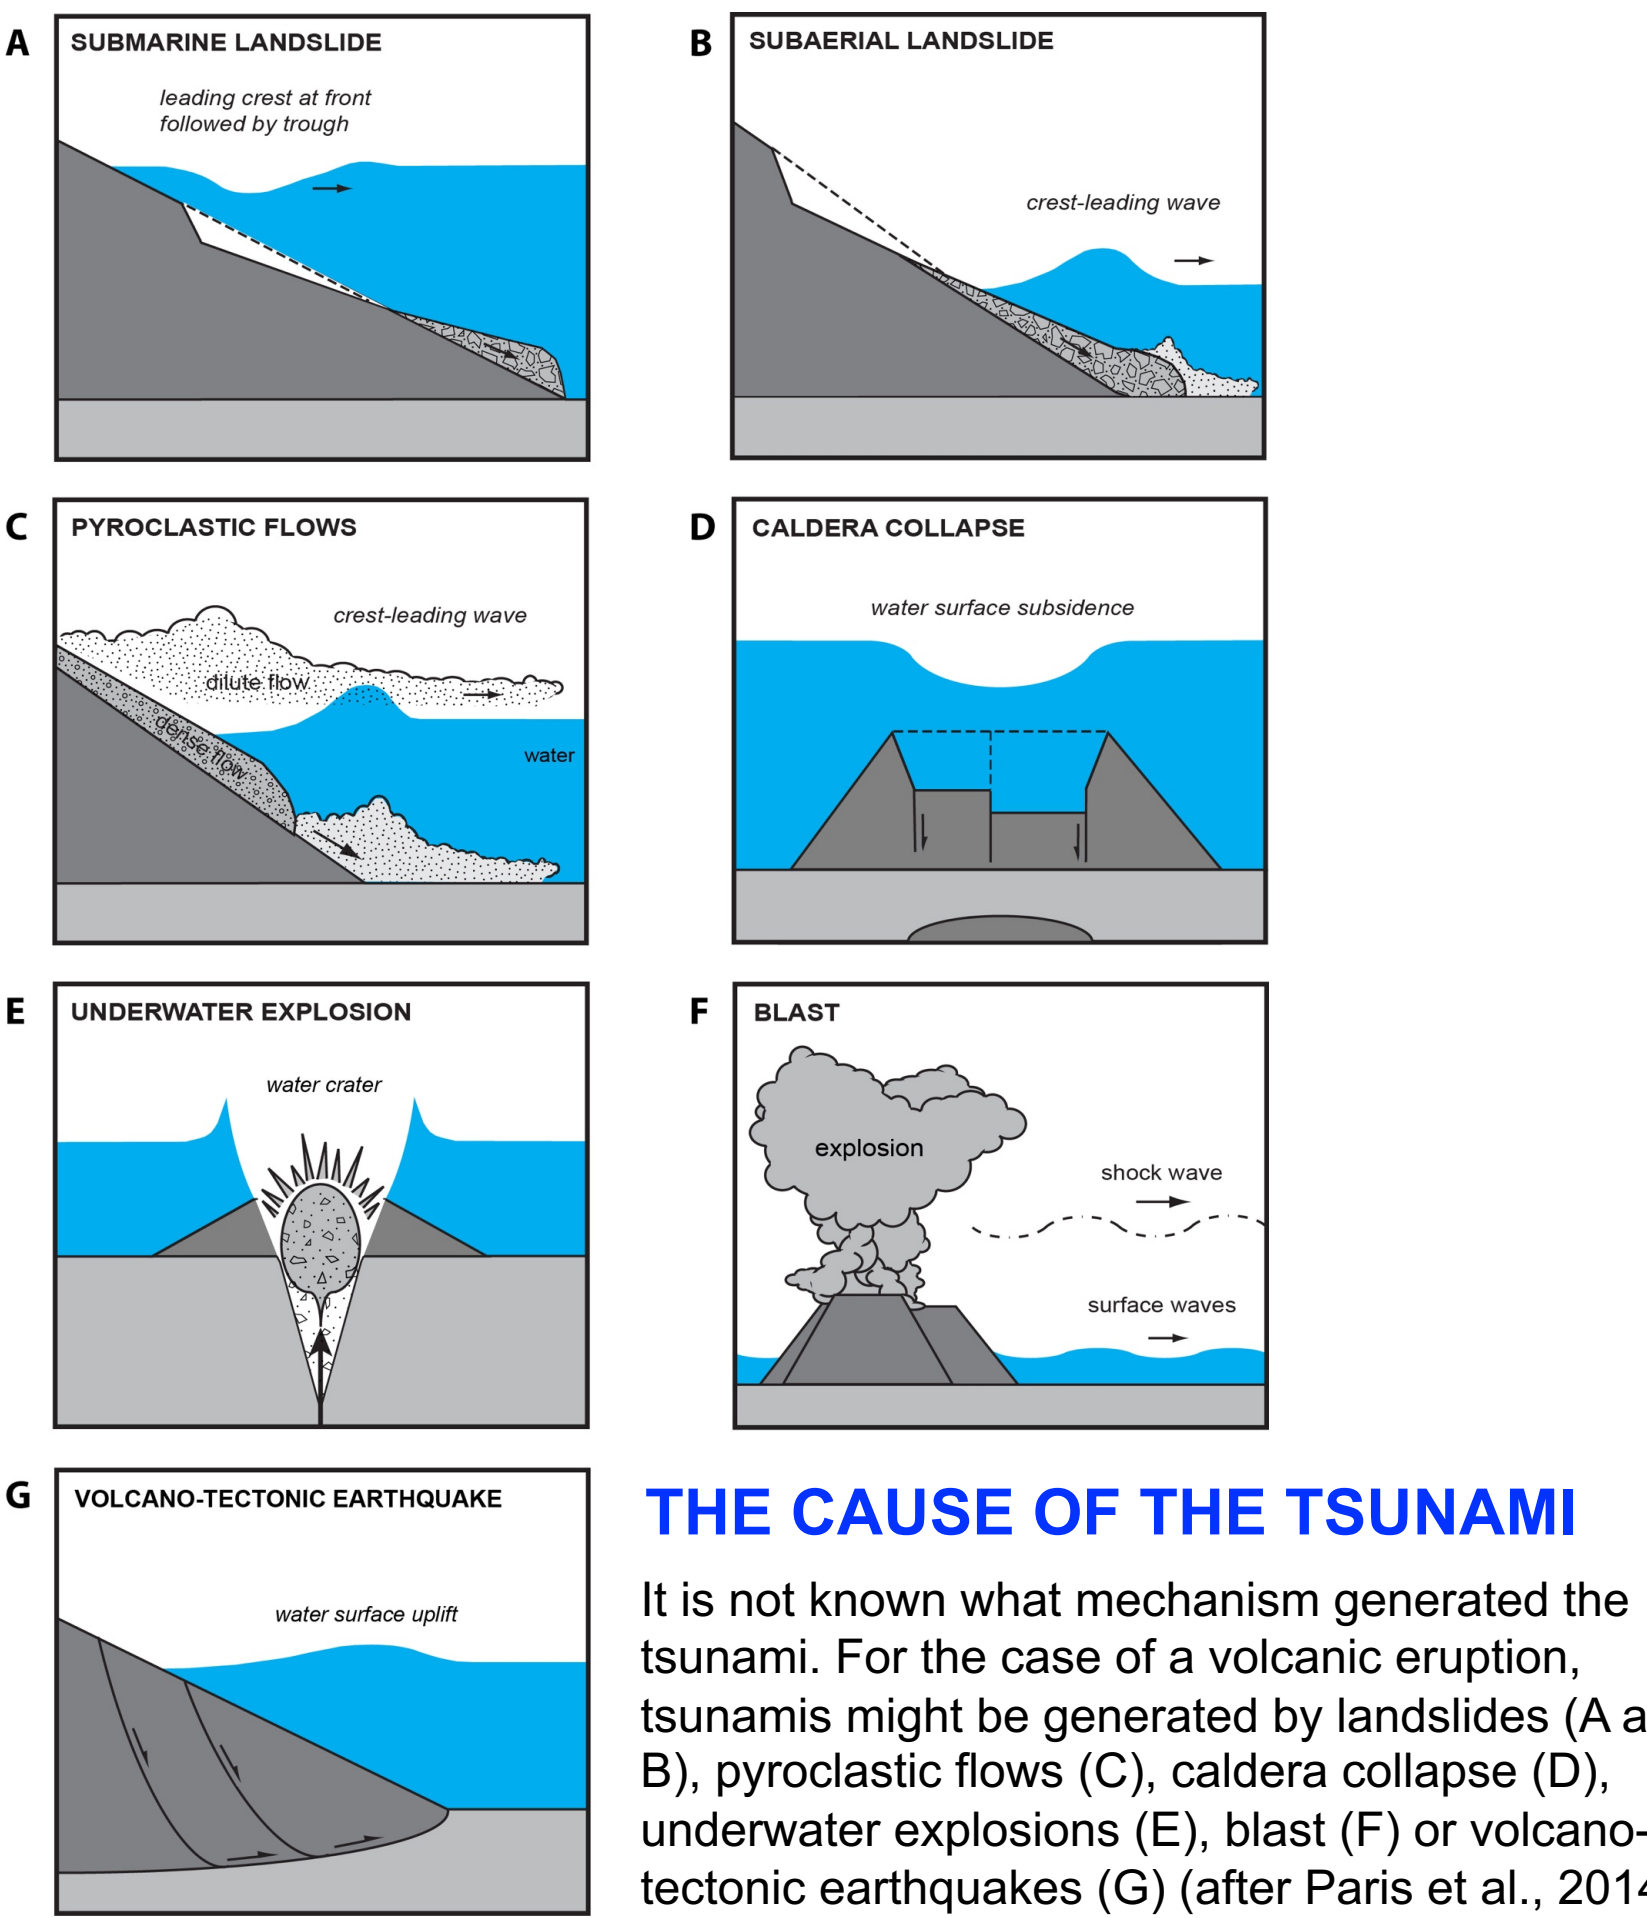 A
SUBMARINE LANDSLIDE
leading crest at front
followed by trough
B
SUBAERIAL LANDSLIDE
crest-leading wave
C
PYROCLASTIC FLOWS
crest-leading wave
dilute flow
dense flow
water
D
CALDERA COLLAPSE
water surface subsidence
E
UNDERWATER EXPLOSION
water crater
F
BLAST
explosion
shock wave
surface waves
G
VOLCANO-TECTONIC EARTHQUAKE
water surface uplift
THE CAUSE OF THE TSUNAMI
It is not known what mechanism generated the
tsunami. For the case of a volcanic eruption,
tsunamis might be generated by landslides (A a
B), pyroclastic flows (C), caldera collapse (D),
underwater explosions (E), blast (F) or volcano-
tectonic earthquakes (G) (after Paris et al., 2014